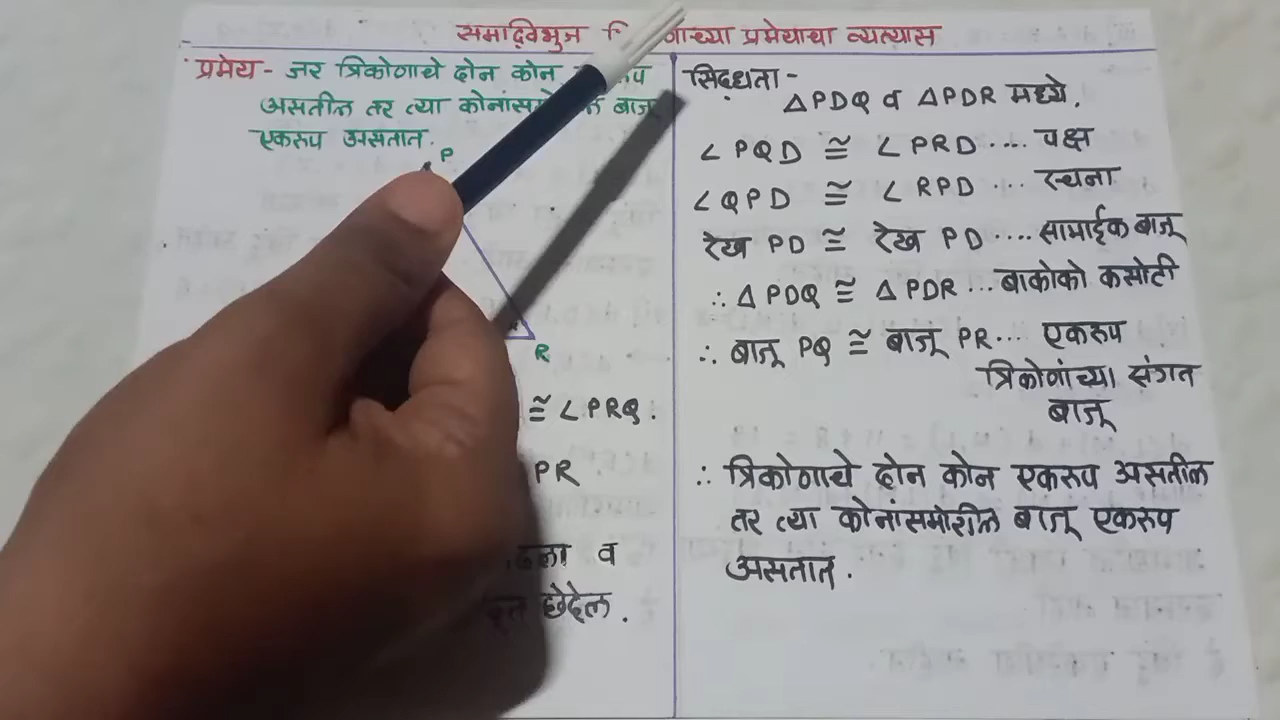 समाद्विभुज प्रमेयाचा व्यत्यास
प्रमेय- जर त्रिकोणाचे दोन कोन
असतील तर त्या बाजू
एकरूप असतात.
P
R
≅ ∠PRQ.
PR
व
छेदेल.
सिद्धता-
△PDQ व △PDR मध्ये.
∠PQD ≅ ∠PRD .... पक्ष
∠QPD ≅ ∠RPD .. रचना
रेख PD ≅ रेख PD .... सामाईक बाजू
∴ △PDQ ≅ △PDR ... बाकोको कसोटी
∴ बाजू PQ ≅ बाजू PR... एकरूप
त्रिकोणांच्या संगत
बाजू
∴ त्रिकोणाचे दोन कोन एकरूप असतील
तर त्या कोनांसमोरील बाजू एकरूप
असतात.